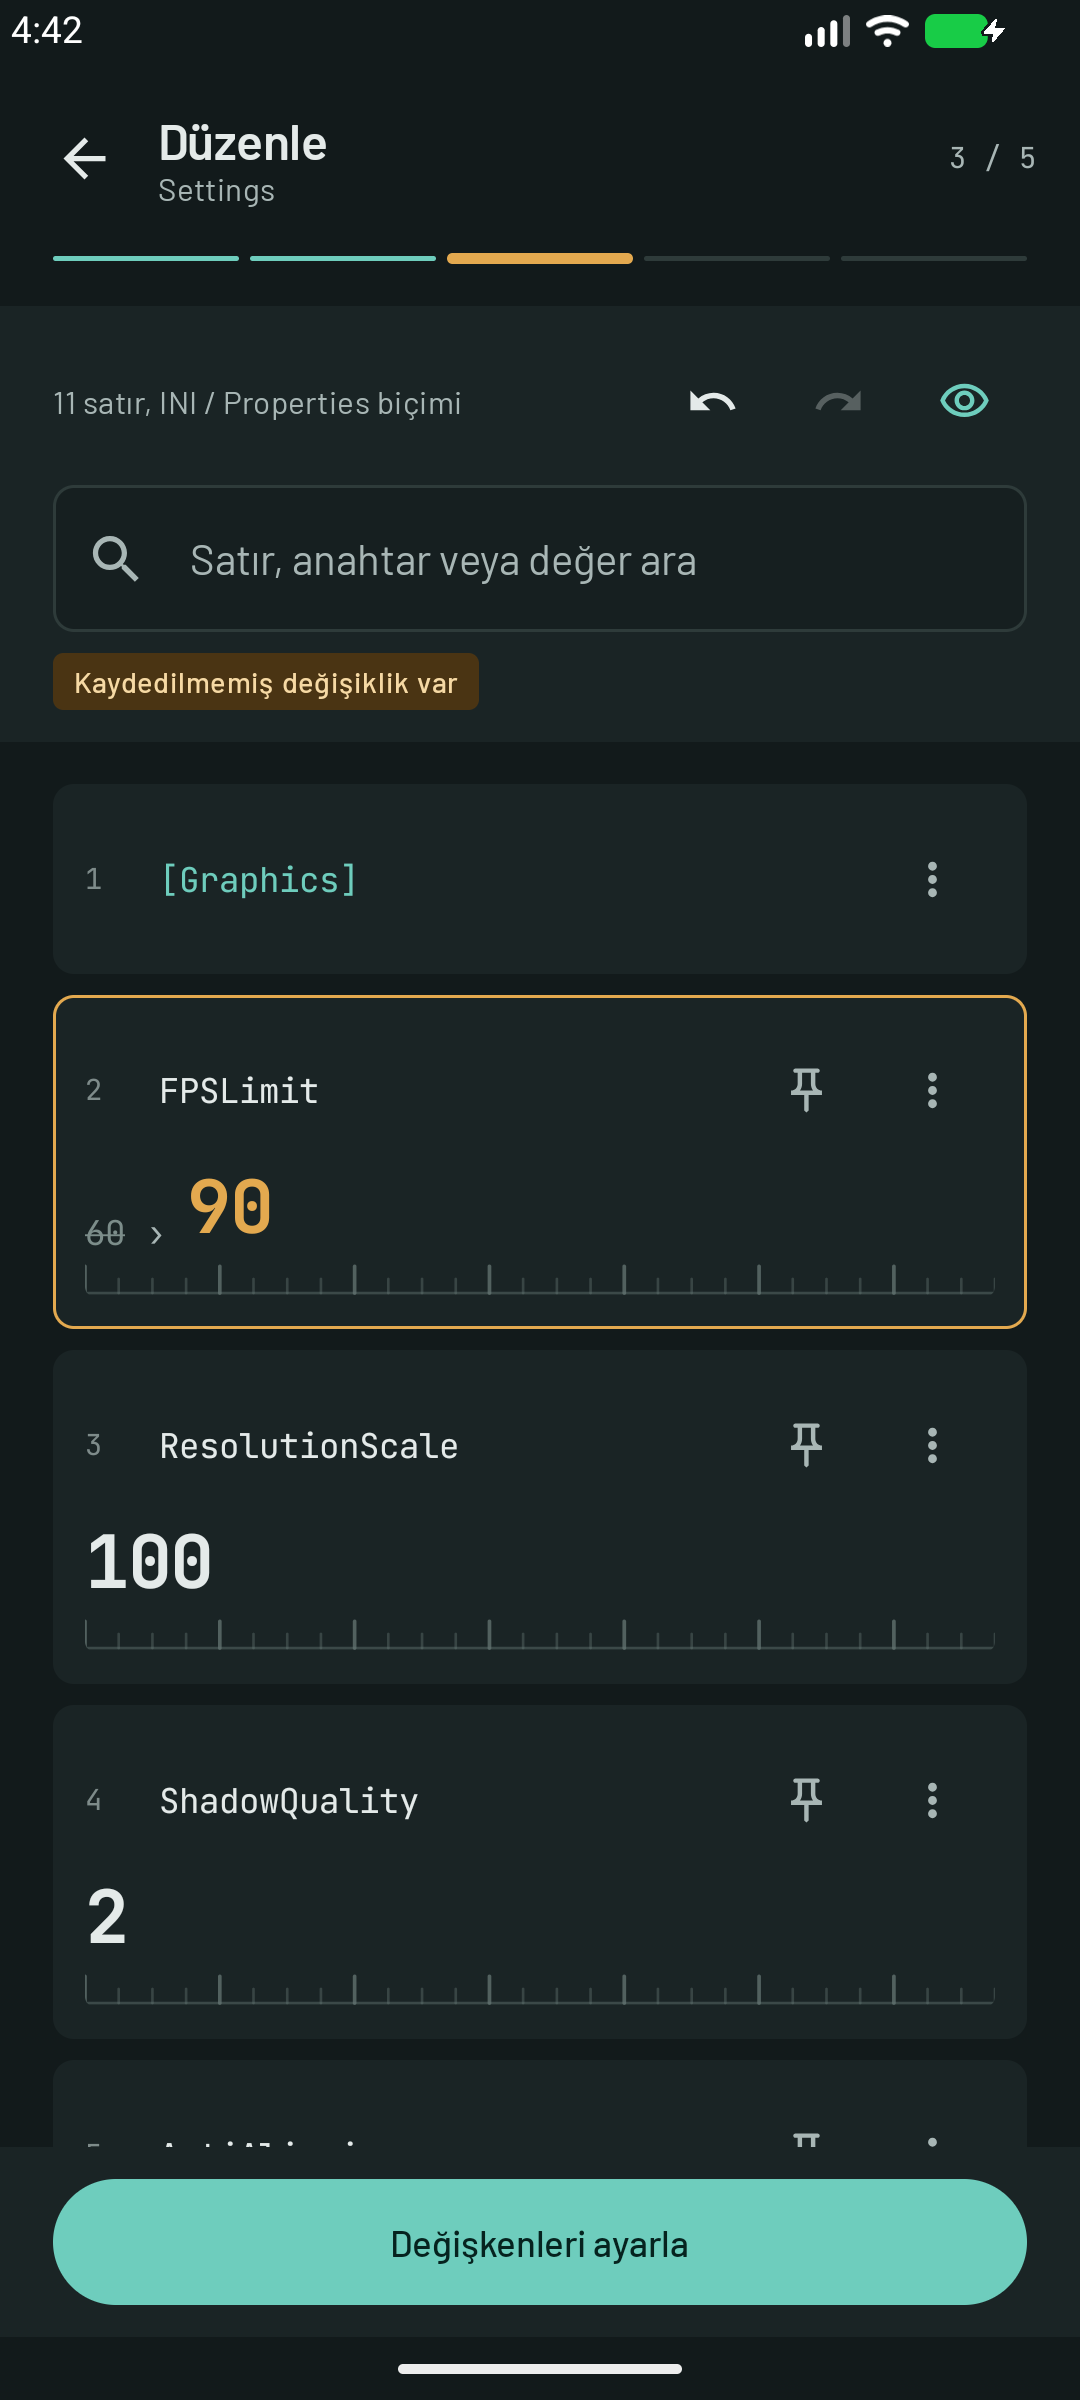 4:42
Düzenle
Settings
3 / 5
11 satır, INI / Properties biçimi
Satır, anahtar veya değer ara
Kaydedilmemiş değişiklik var
1 [Graphics]
2 FPSLimit
60 › 90
3 ResolutionScale
100
4 ShadowQuality
2
Değişkenleri ayarla